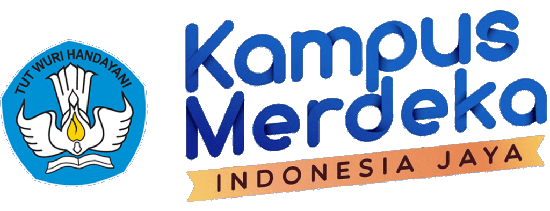 TUT WURI HANDAYANI
Kampus
Merdeka
INDONESIA JAYA